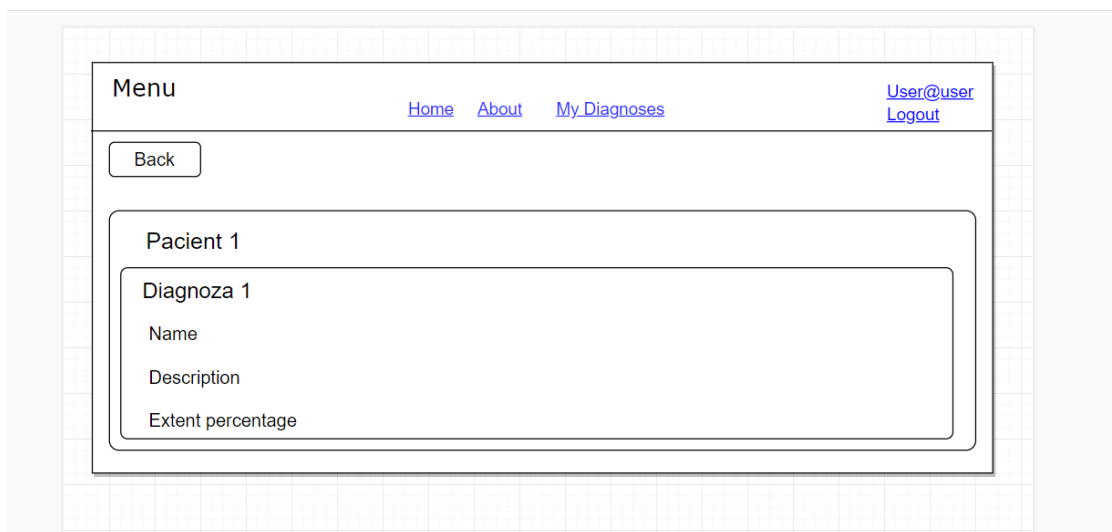 Menu
Home About My Diagnoses
User@user
Logout
Back
Pacient 1
Diagnoza 1
Name
Description
Extent percentage